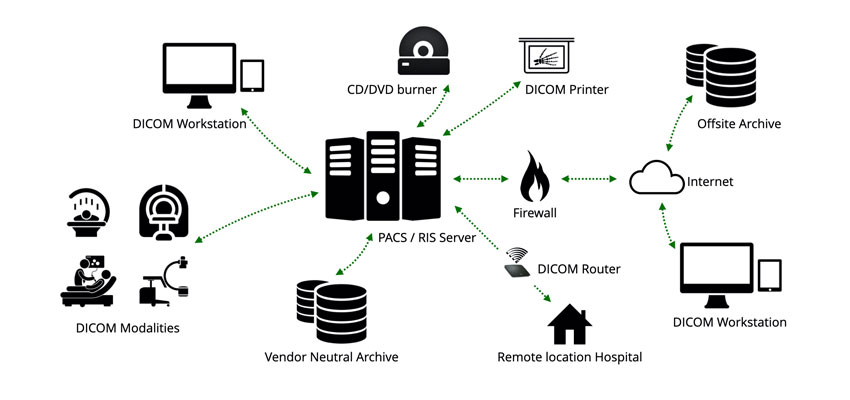 CD/DVD burner
DICOM Printer
DICOM Workstation
Offsite Archive
Internet
Firewall
PACS / RIS Server
DICOM Router
DICOM Modalities
DICOM Workstation
Vendor Neutral Archive
Remote location Hospital